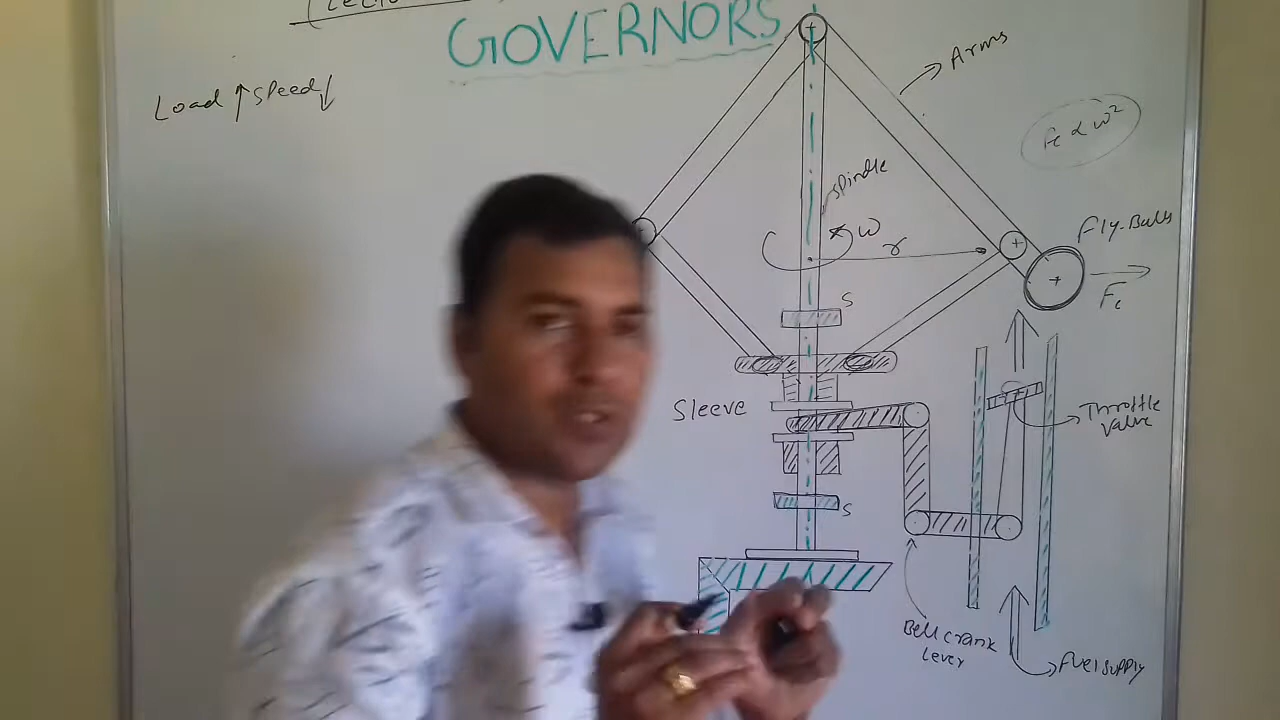 GOVERNORS
Load ↑ speed ↓
Arms
Fc ∝ ω²
spindle
ω
r
Fly-Balls
Fc
S
Sleeve
Throttle
valve
S
Bell crank
lever
Fuel supply